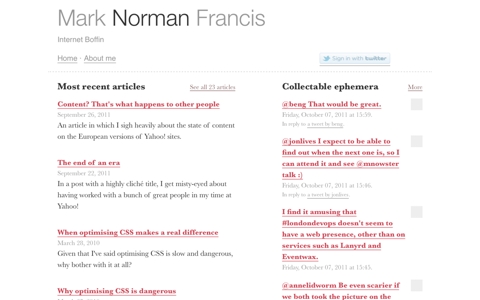 Mark Norman Francis
Internet Boffin
Home · About me
Sign in with twitter
Most recent articles
See all 23 articles
Content? That's what happens to other people
September 26, 2011
An article in which I sigh heavily about the state of content
on the European versions of Yahoo! sites.
The end of an era
September 22, 2011
In a post with a highly cliché title, I get misty-eyed about
having worked with a bunch of great people in my time at
Yahoo!
When optimising CSS makes a real difference
March 28, 2010
Given that I've said optimising CSS is slow and dangerous,
why bother with it at all?
Why optimising CSS is dangerous
Collectable ephemera
More
@beng That would be great.
Friday, October 07, 2011 at 15:59.
In reply to a tweet by beng.
@jonlives I expect to be able to
find out when the next one is, so I
can attend it and see @mnowster
talk :)
Friday, October 07, 2011 at 15:46.
In reply to a tweet by jonlives.
I find it amusing that
#londondevops doesn't seem to
have a web presence, other than on
services such as Lanyrd and
Eventwax.
Friday, October 07, 2011 at 15:45.
@annelidworm Be even scarier if
we both took the picture on the